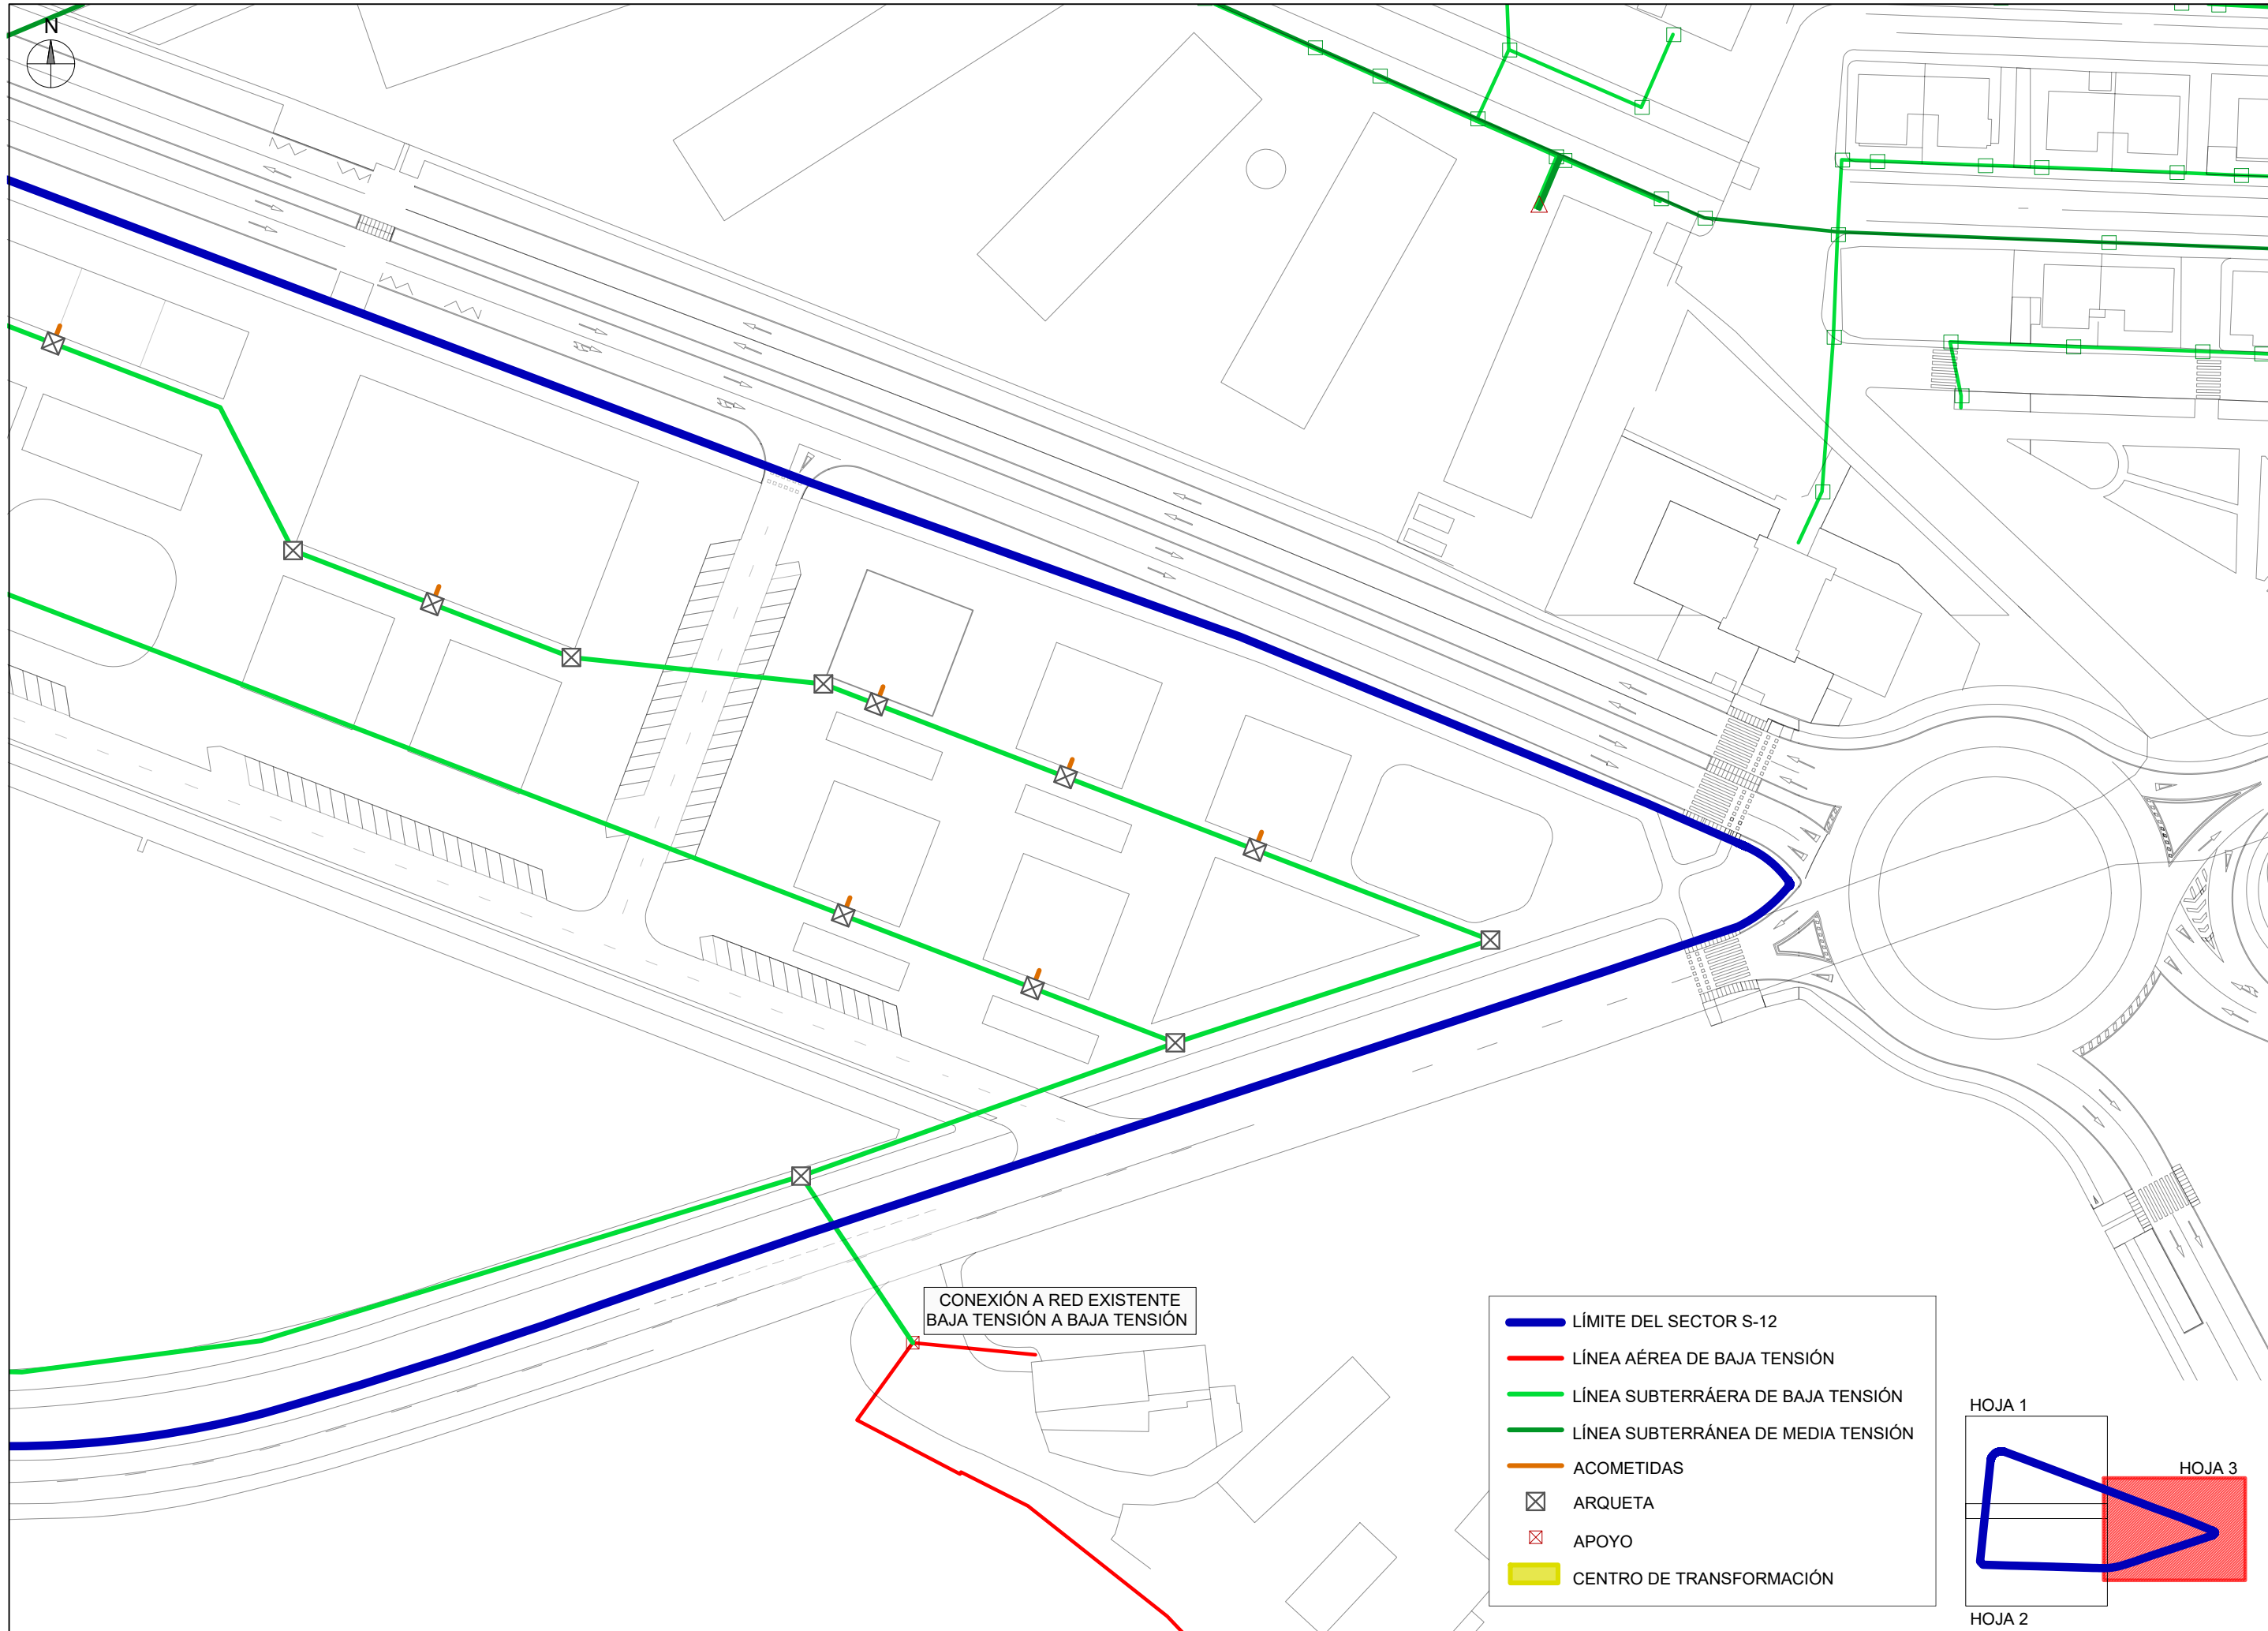 N
CONEXIÓN A RED EXISTENTE
BAJA TENSIÓN A BAJA TENSIÓN
LÍMITE DEL SECTOR S-12
LÍNEA AÉREA DE BAJA TENSIÓN
LÍNEA SUBTERRÁERA DE BAJA TENSIÓN
LÍNEA SUBTERRÁNEA DE MEDIA TENSIÓN
ACOMETIDAS
ARQUETA
APOYO
CENTRO DE TRANSFORMACIÓN
HOJA 1
HOJA 3
HOJA 2